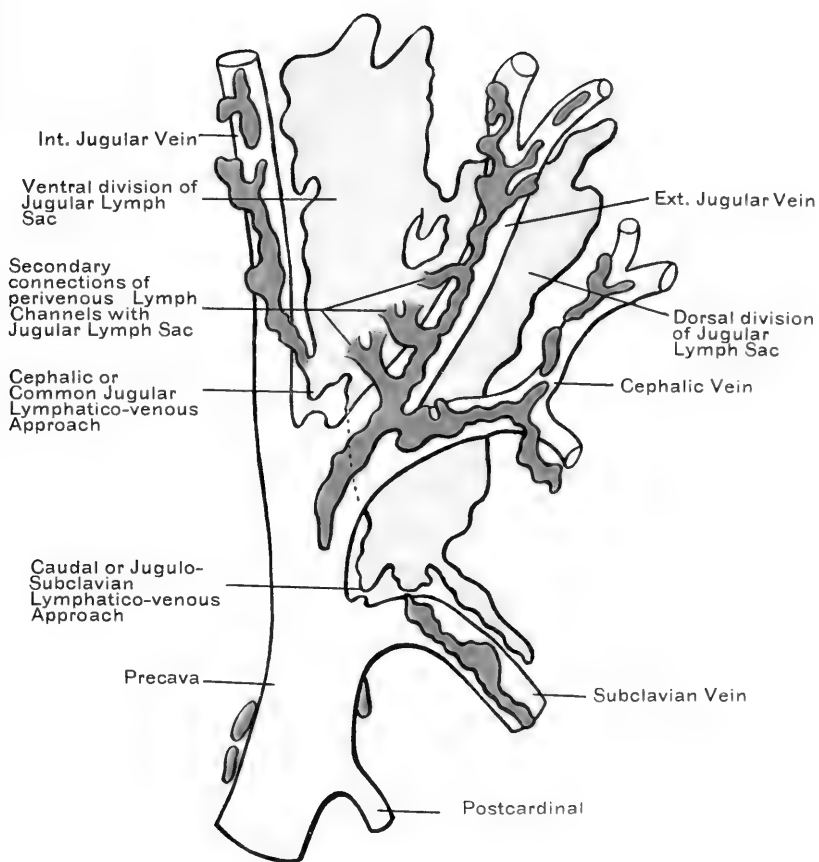 Int. Jugular Vein
Ventral division of
Jugular Lymph
Sac
Secondary
connections of
perivenous Lymph
Channels with
Jugular Lymph Sac
Cephalic or
Common Jugular
Lymphatico-venous
Approach
Caudal or Jugulo-
Subclavian
Lymphatico-venous
Approach
Precava
Ext. Jugular Vein
Dorsal division
of Jugular
Lymph Sac
Cephalic Vein
Subclavian Vein
Postcardinal